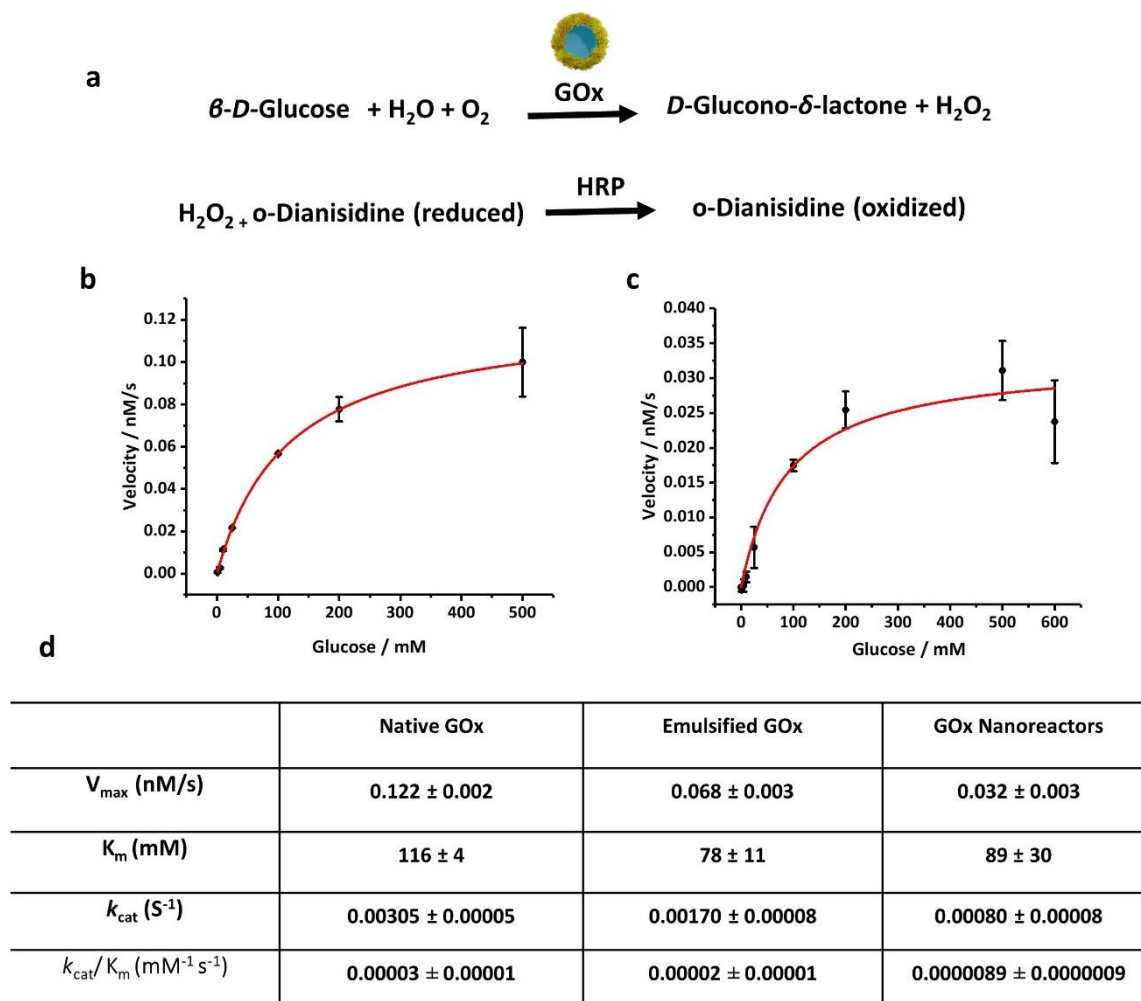 a
GOx
β-D-Glucose + H₂O + O₂ D-Glucono-δ-lactone + H₂O₂
HRP
H₂O₂ + o-Dianisidine (reduced) o-Dianisidine (oxidized)
b
Velocity / nM/s
0.12
0.10
0.08
0.06
0.04
0.02
0.00
0 100 200 300 400 500
Glucose / mM
c
Velocity / nM/s
0.040
0.035
0.030
0.025
0.020
0.015
0.010
0.005
0.000
0 100 200 300 400 500 600
Glucose / mM
d
Native GOx Emulsified GOx GOx Nanoreactors
Vmax (nM/s) 0.122 ± 0.002 0.068 ± 0.003 0.032 ± 0.003
Km (mM) 116 ± 4 78 ± 11 89 ± 30
kcat (S⁻¹) 0.00305 ± 0.00005 0.00170 ± 0.00008 0.00080 ± 0.00008
kcat/ Km (mM⁻¹ s⁻¹) 0.00003 ± 0.00001 0.00002 ± 0.00001 0.0000089 ± 0.0000009